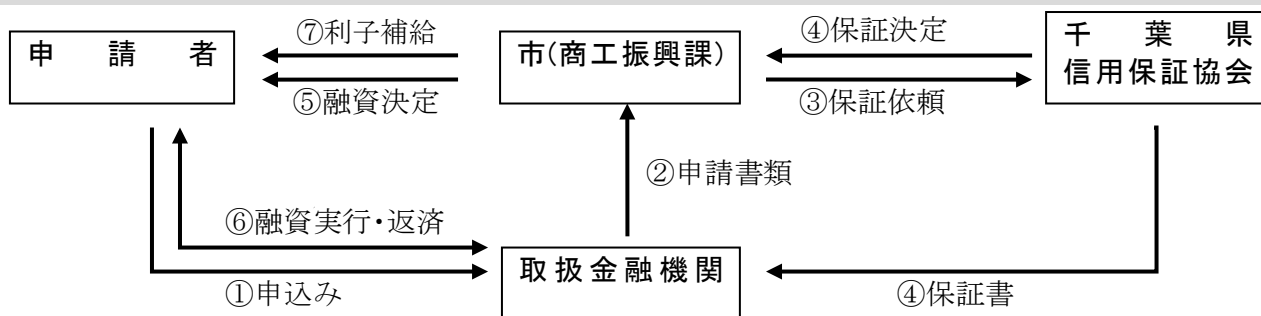 ⑦利子補給
④保証決定
申請者
市(商工振興課)
千葉県
信用保証協会
⑤融資決定
③保証依頼
②申請書類
⑥融資実行・返済
取扱金融機関
①申込み
④保証書